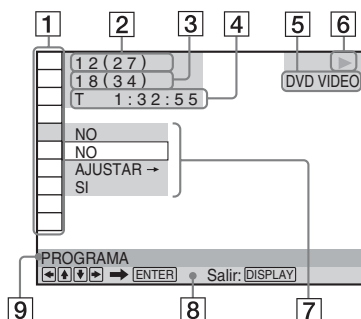 1 2 3 4 5 6
12(27)
18(34)
T 1:32:55
DVD VIDEO
NO
NO
AJUSTAR →
SI
PROGRAMA
ENTER Salir: DISPLAY
9 8 7